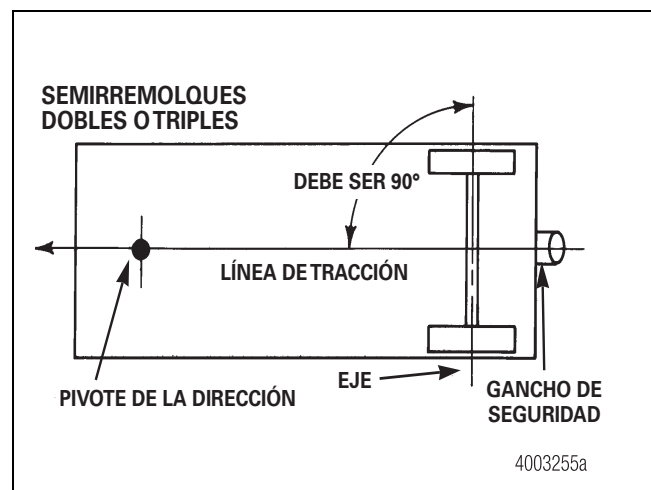 SEMIRREMOLQUES
DOBLES O TRIPLES
DEBE SER 90°
LÍNEA DE TRACCIÓN
EJE
PIVOTE DE LA DIRECCIÓN
GANCHO DE
SEGURIDAD
4003255a